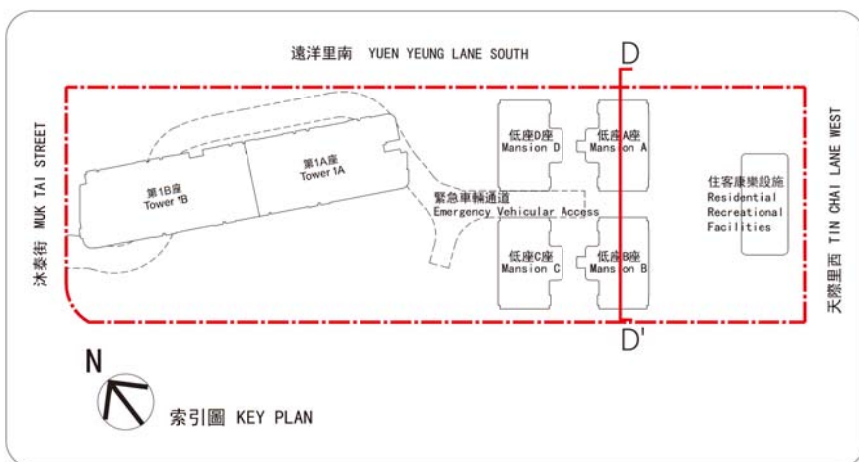 遠洋里南 YUEN YEUNG LANE SOUTH
D
沐泰街 MUK TAI STREET
第1B座
Tower 1B
第1A座
Tower 1A
低座D座
Mansion D
低座A座
Mansion A
緊急車輛通道
Emergency Vehicular Access
低座C座
Mansion C
低座B座
Mansion B
住客康樂設施
Residential
Recreational
Facilities
天際里西 TIN CHAI LANE WEST
D'
N
索引圖 KEY PLAN